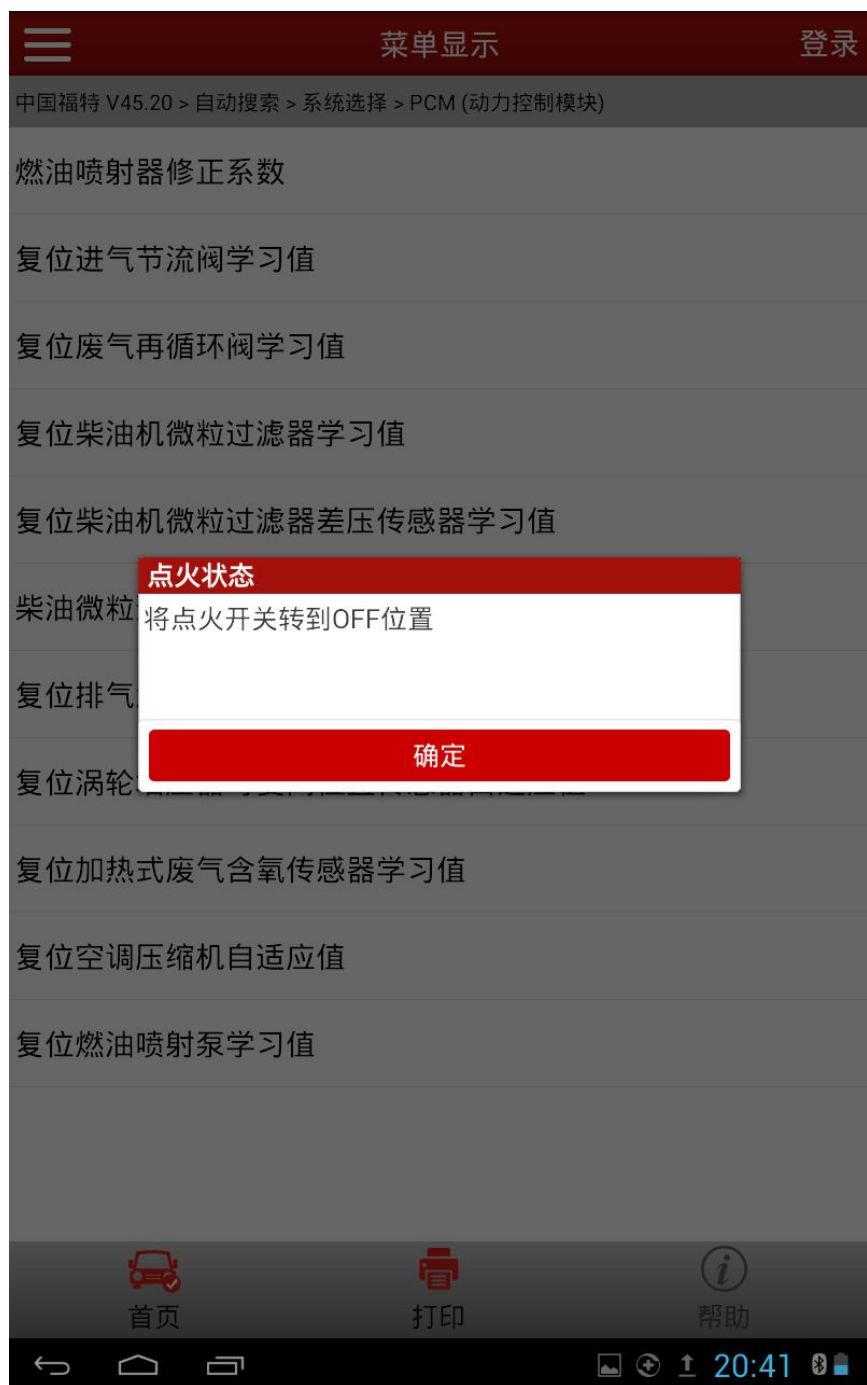 菜单显示
登录
中国福特 V45.20 > 自动搜索 > 系统选择 > PCM (动力控制模块)
燃油喷射器修正系数
复位进气节流阀学习值
复位废气再循环阀学习值
复位柴油机微粒过滤器学习值
复位柴油机微粒过滤器差压传感器学习值
点火状态
柴油微粒
将点火开关转到OFF位置
复位排气
确定
复位涡轮
复位加热式废气含氧传感器学习值
复位空调压缩机自适应值
复位燃油喷射泵学习值
首页
打印
帮助
20:41